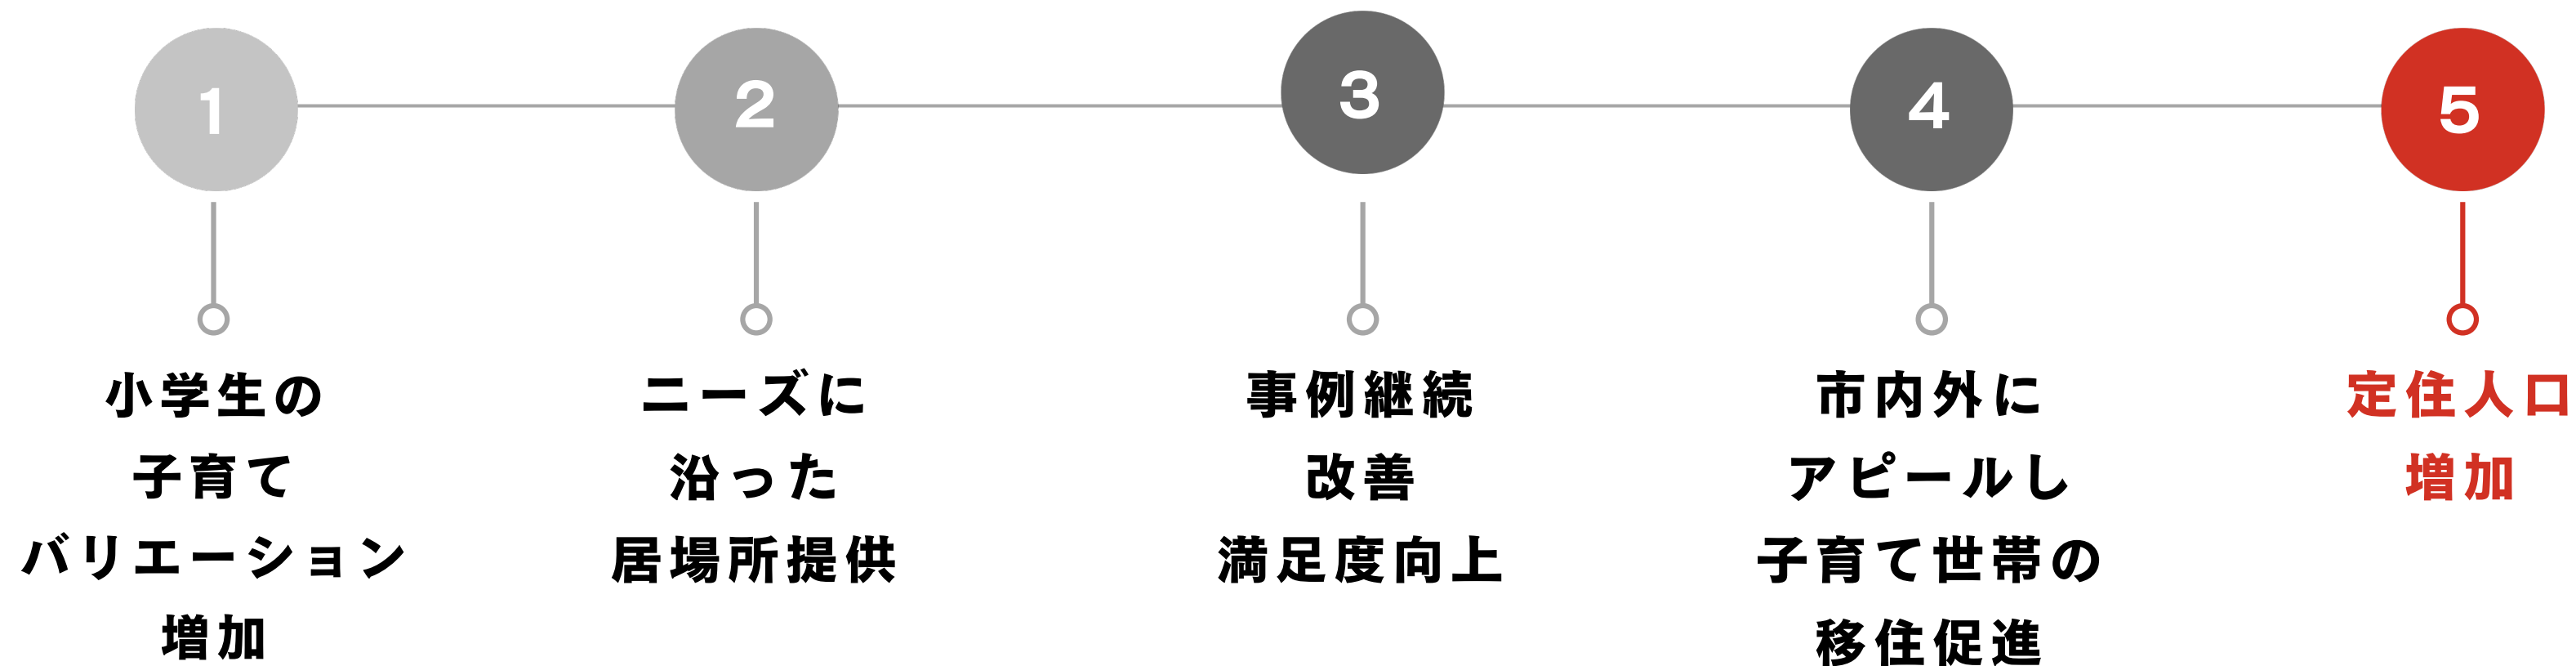 1
小学生の
子育て
バリエーション
増加
2
ニーズに
沿った
居場所提供
3
事例継続
改善
満足度向上
4
市内外に
アピールし
子育て世帯の
移住促進
5
定住人口
増加